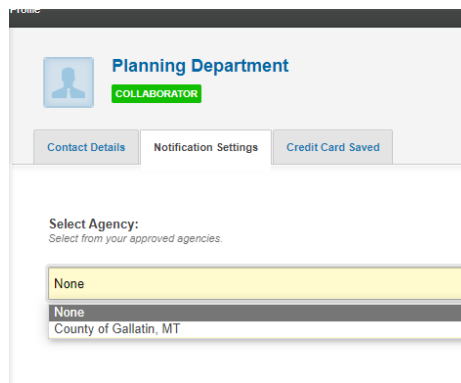 Profile
Planning Department
COLLABORATOR
Contact Details
Notification Settings
Credit Card Saved
Select Agency:
Select from your approved agencies.
None
None
County of Gallatin, MT